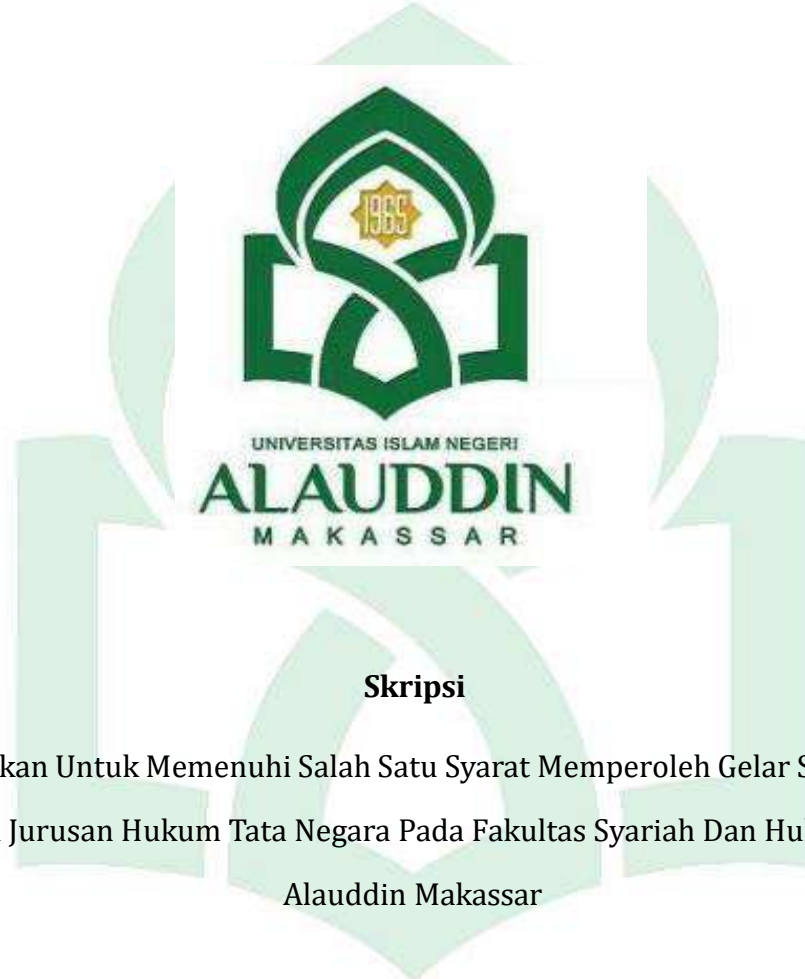 1965
UNIVERSITAS ISLAM NEGERI
ALAUDDIN
MAKASSAR
Skripsi
kan Untuk Memenuhi Salah Satu Syarat Memperoleh Gelar S
Jurusan Hukum Tata Negara Pada Fakultas Syariah Dan Hu
Alauddin Makassar